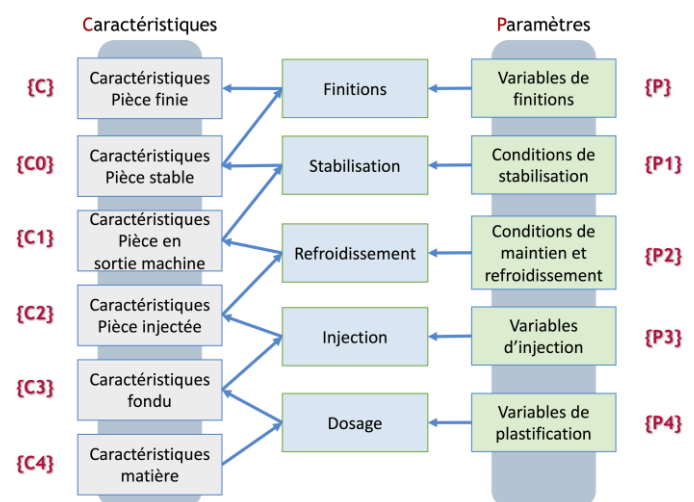 Caractéristiques
Paramètres
{C}
Caractéristiques
Pièce finie
Finitions
Variables de
finitions
{P}
{C0}
Caractéristiques
Pièce stable
Stabilisation
Conditions de
stabilisation
{P1}
{C1}
Caractéristiques
Pièce en
sortie machine
Refroidissement
Conditions de
maintien et
refroidissement
{P2}
{C2}
Caractéristiques
Pièce injectée
Injection
Variables
d’injection
{P3}
{C3}
Caractéristiques
fondu
Dosage
Variables de
plastification
{P4}
{C4}
Caractéristiques
matière